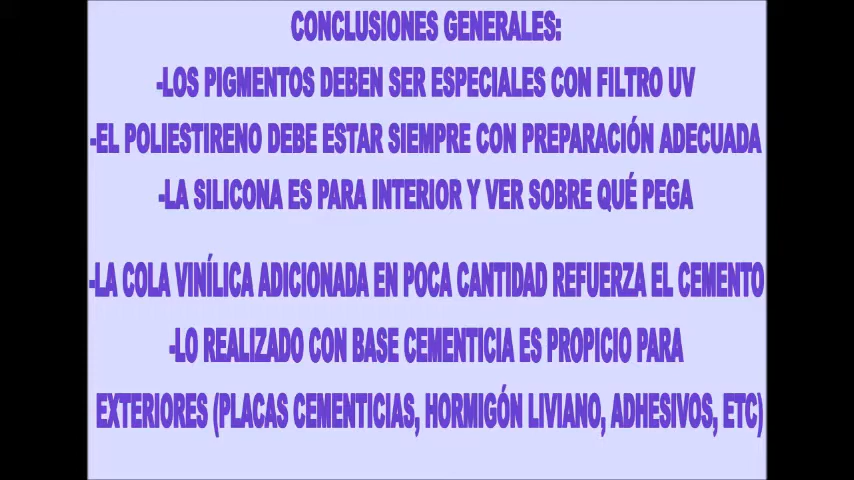 CONCLUSIONES GENERALES:
-LOS PIGMENTOS DEBEN SER ESPECIALES CON FILTRO UV
-EL POLIESTIRENO DEBE ESTAR SIEMPRE CON PREPARACIÓN ADECUADA
-LA SILICONA ES PARA INTERIOR Y VER SOBRE QUÉ PEGA
-LA COLA VINÍLICA ADICIONADA EN POCA CANTIDAD REFUERZA EL CEMENTO
-LO REALIZADO CON BASE CEMENTICIA ES PROPICIO PARA
EXTERIORES (PLACAS CEMENTICIAS, HORMIGÓN LIVIANO, ADHESIVOS, ETC)